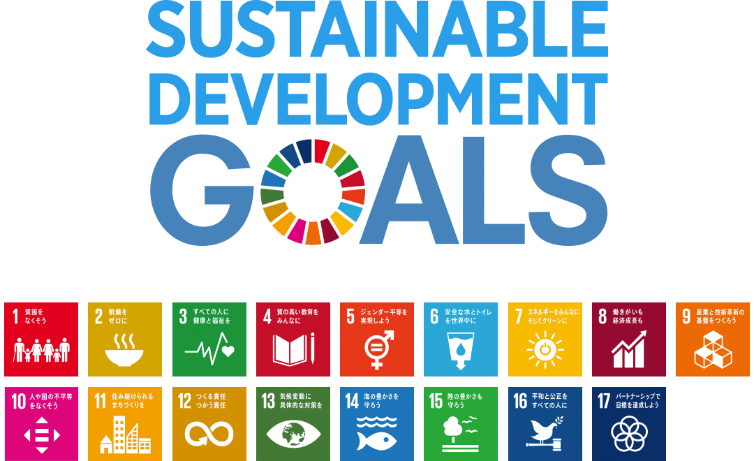 SUSTAINABLE
DEVELOPMENT
GOALS
1 貧困を
なくそう
2 飢餓を
ゼロに
3 すべての人に
健康と福祉を
4 質の高い教育を
みんなに
5 ジェンダー平等を
実現しよう
6 安全な水とトイレ
を世界中に
7 エネルギーをみんなに
そしてクリーンに
8 働きがいも
経済成長も
9 産業と技術革新の
基盤をつくろう
10 人や国の不平等
をなくそう
11 住み続けられる
まちづくりを
12 つくる責任
つかう責任
13 気候変動に
具体的な対策を
14 海の豊かさを
守ろう
15 陸の豊かさも
守ろう
16 平和と公正を
すべての人に
17 パートナーシップで
目標を達成しよう